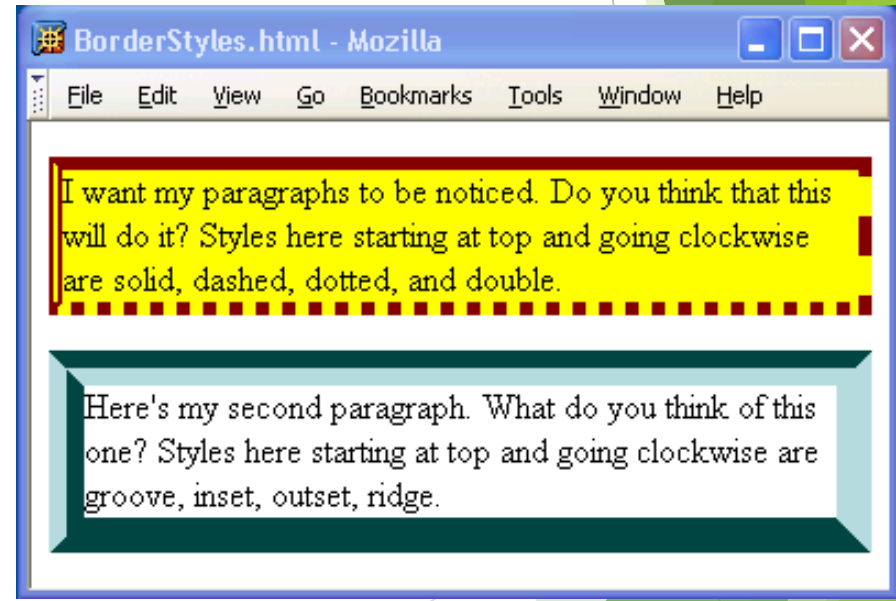 BorderStyles.html - Mozilla
File Edit View Go Bookmarks Tools Window Help
I want my paragraphs to be noticed. Do you think that this
will do it? Styles here starting at top and going clockwise
are solid, dashed, dotted, and double.
Here's my second paragraph. What do you think of this
one? Styles here starting at top and going clockwise are
groove, inset, outset, ridge.